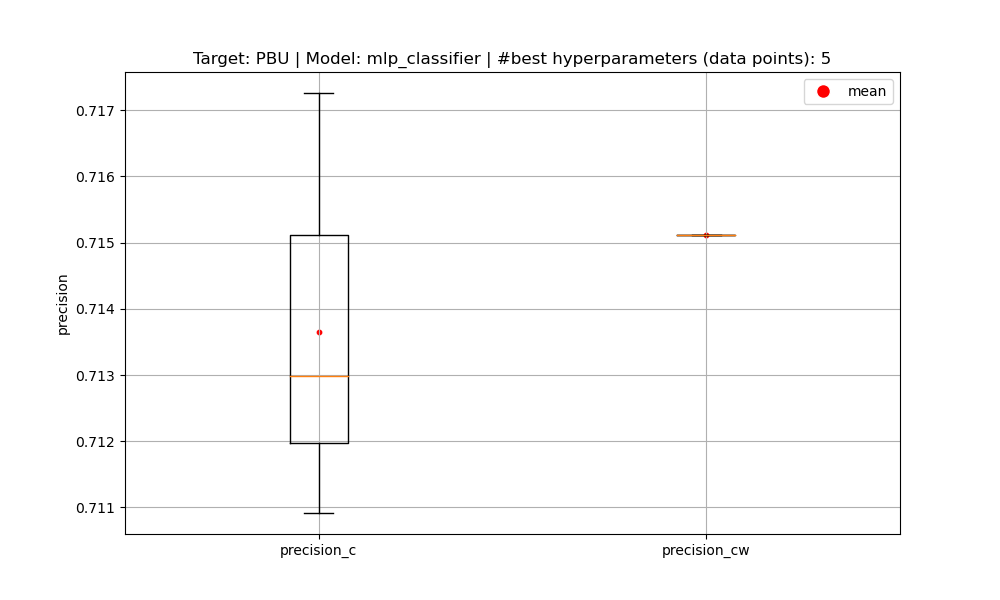 Target: PBU | Model: mlp_classifier | #best hyperparameters (data points): 5
mean
0.717
0.716
0.715
0.714
0.713
0.712
0.711
precision
precision_c
precision_cw